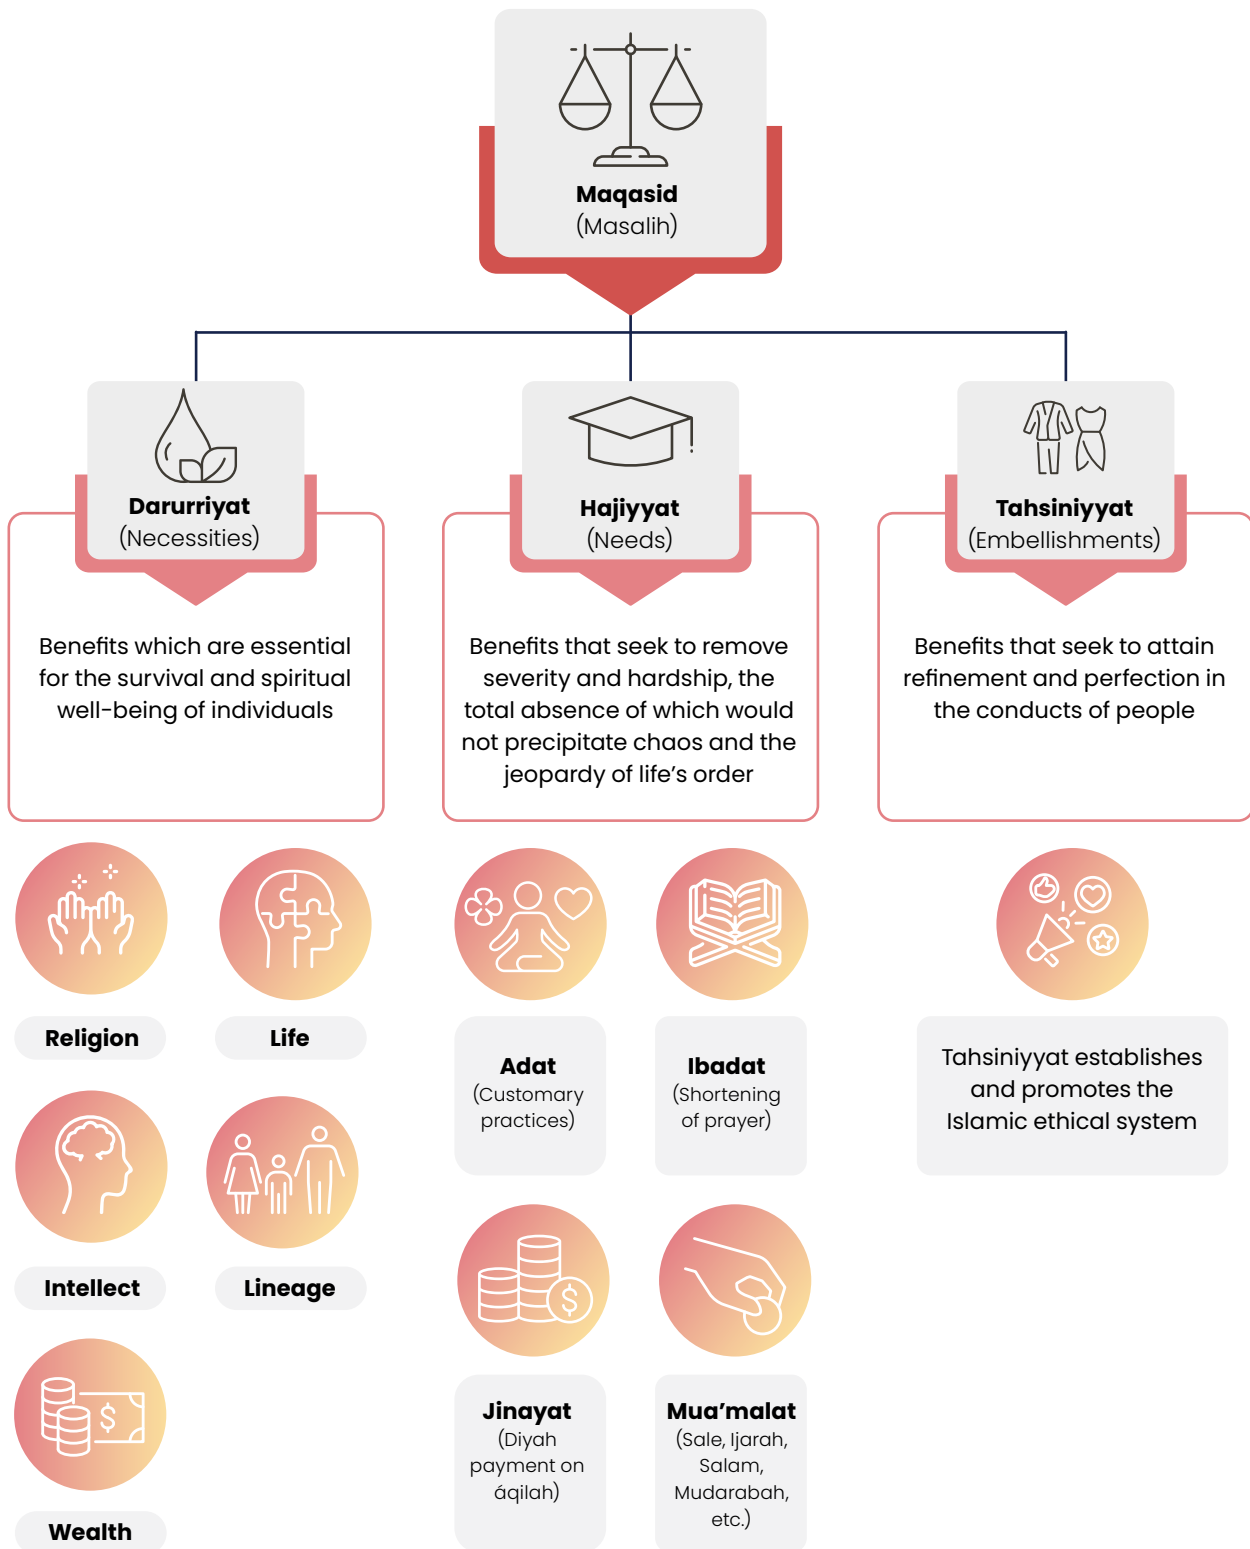 Maqasid
(Masalih)
Darurriyat
(Necessities)
Benefits which are essential
for the survival and spiritual
well-being of individuals
Religion
Life
Intellect
Lineage
Wealth
Hajiyyat
(Needs)
Benefits that seek to remove
severity and hardship, the
total absence of which would
not precipitate chaos and the
jeopardy of life's order
Adat
(Customary
practices)
Ibadat
(Shortening
of prayer)
Jinayat
(Diyah
payment on
áqilah)
Mua'malat
(Sale, Ijarah,
Salam,
Mudarabah,
etc.)
Tahsiniyyat
(Embellishments)
Benefits that seek to attain
refinement and perfection in
the conducts of people
Tahsiniyyat establishes
and promotes the
Islamic ethical system